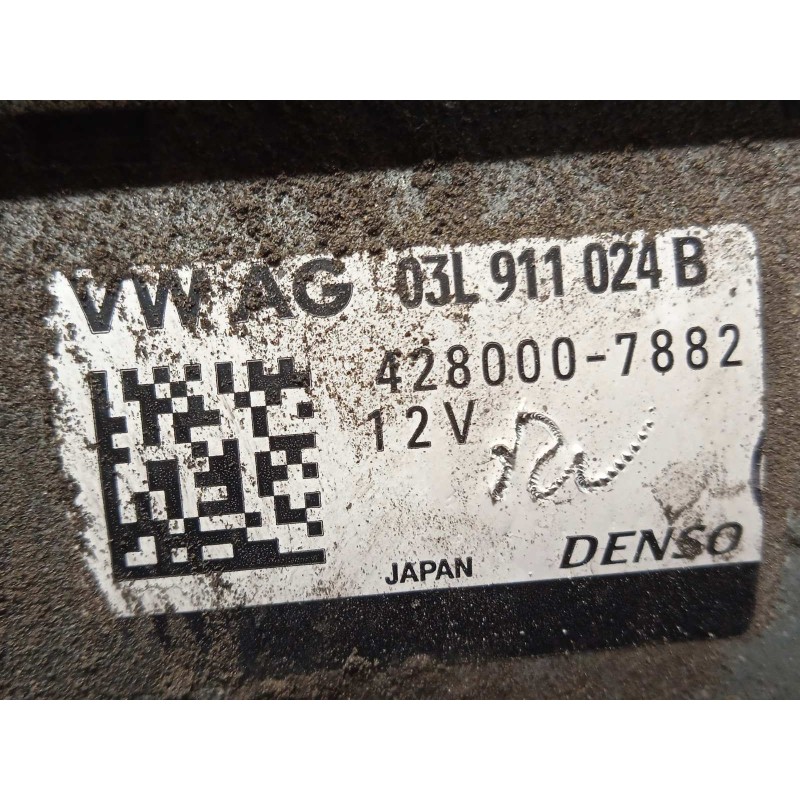 VW AG 03L 911 024 B
428000-7882
12V
JAPAN DENSO